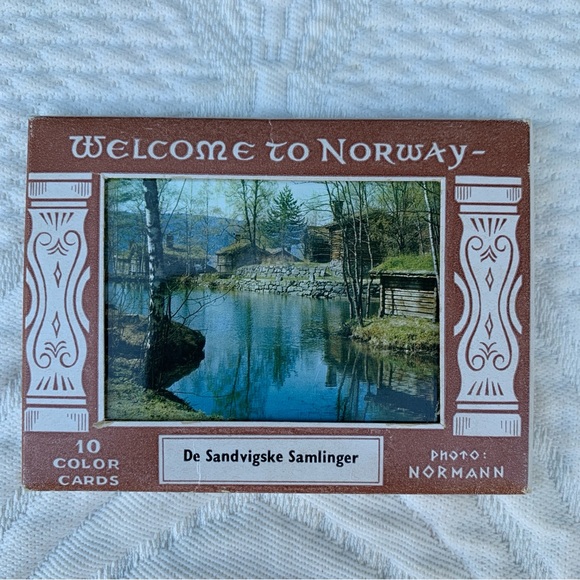 WELCOME TO NORWAY-
10
COLOR
CARDS
De Sandvigske Samlinger
PHOTO:
NORMANN